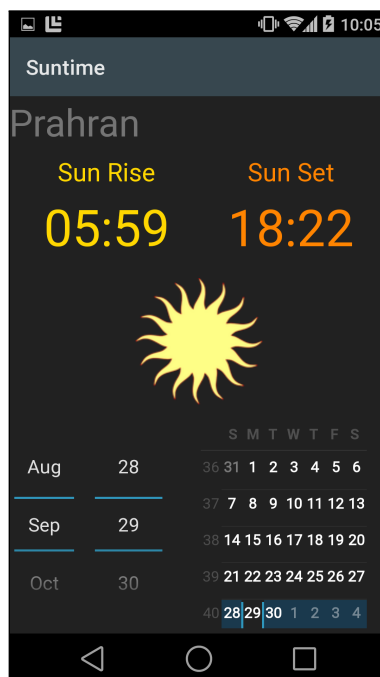 10:05
Suntime
Prahran
Sun Rise Sun Set
05:59 18:22
Aug 28
Sep 29
Oct 30
S M T W T F S
36 31 1 2 3 4 5 6
37 7 8 9 10 11 12 13
38 14 15 16 17 18 19 20
39 21 22 23 24 25 26 27
40 28 29 30 1 2 3 4